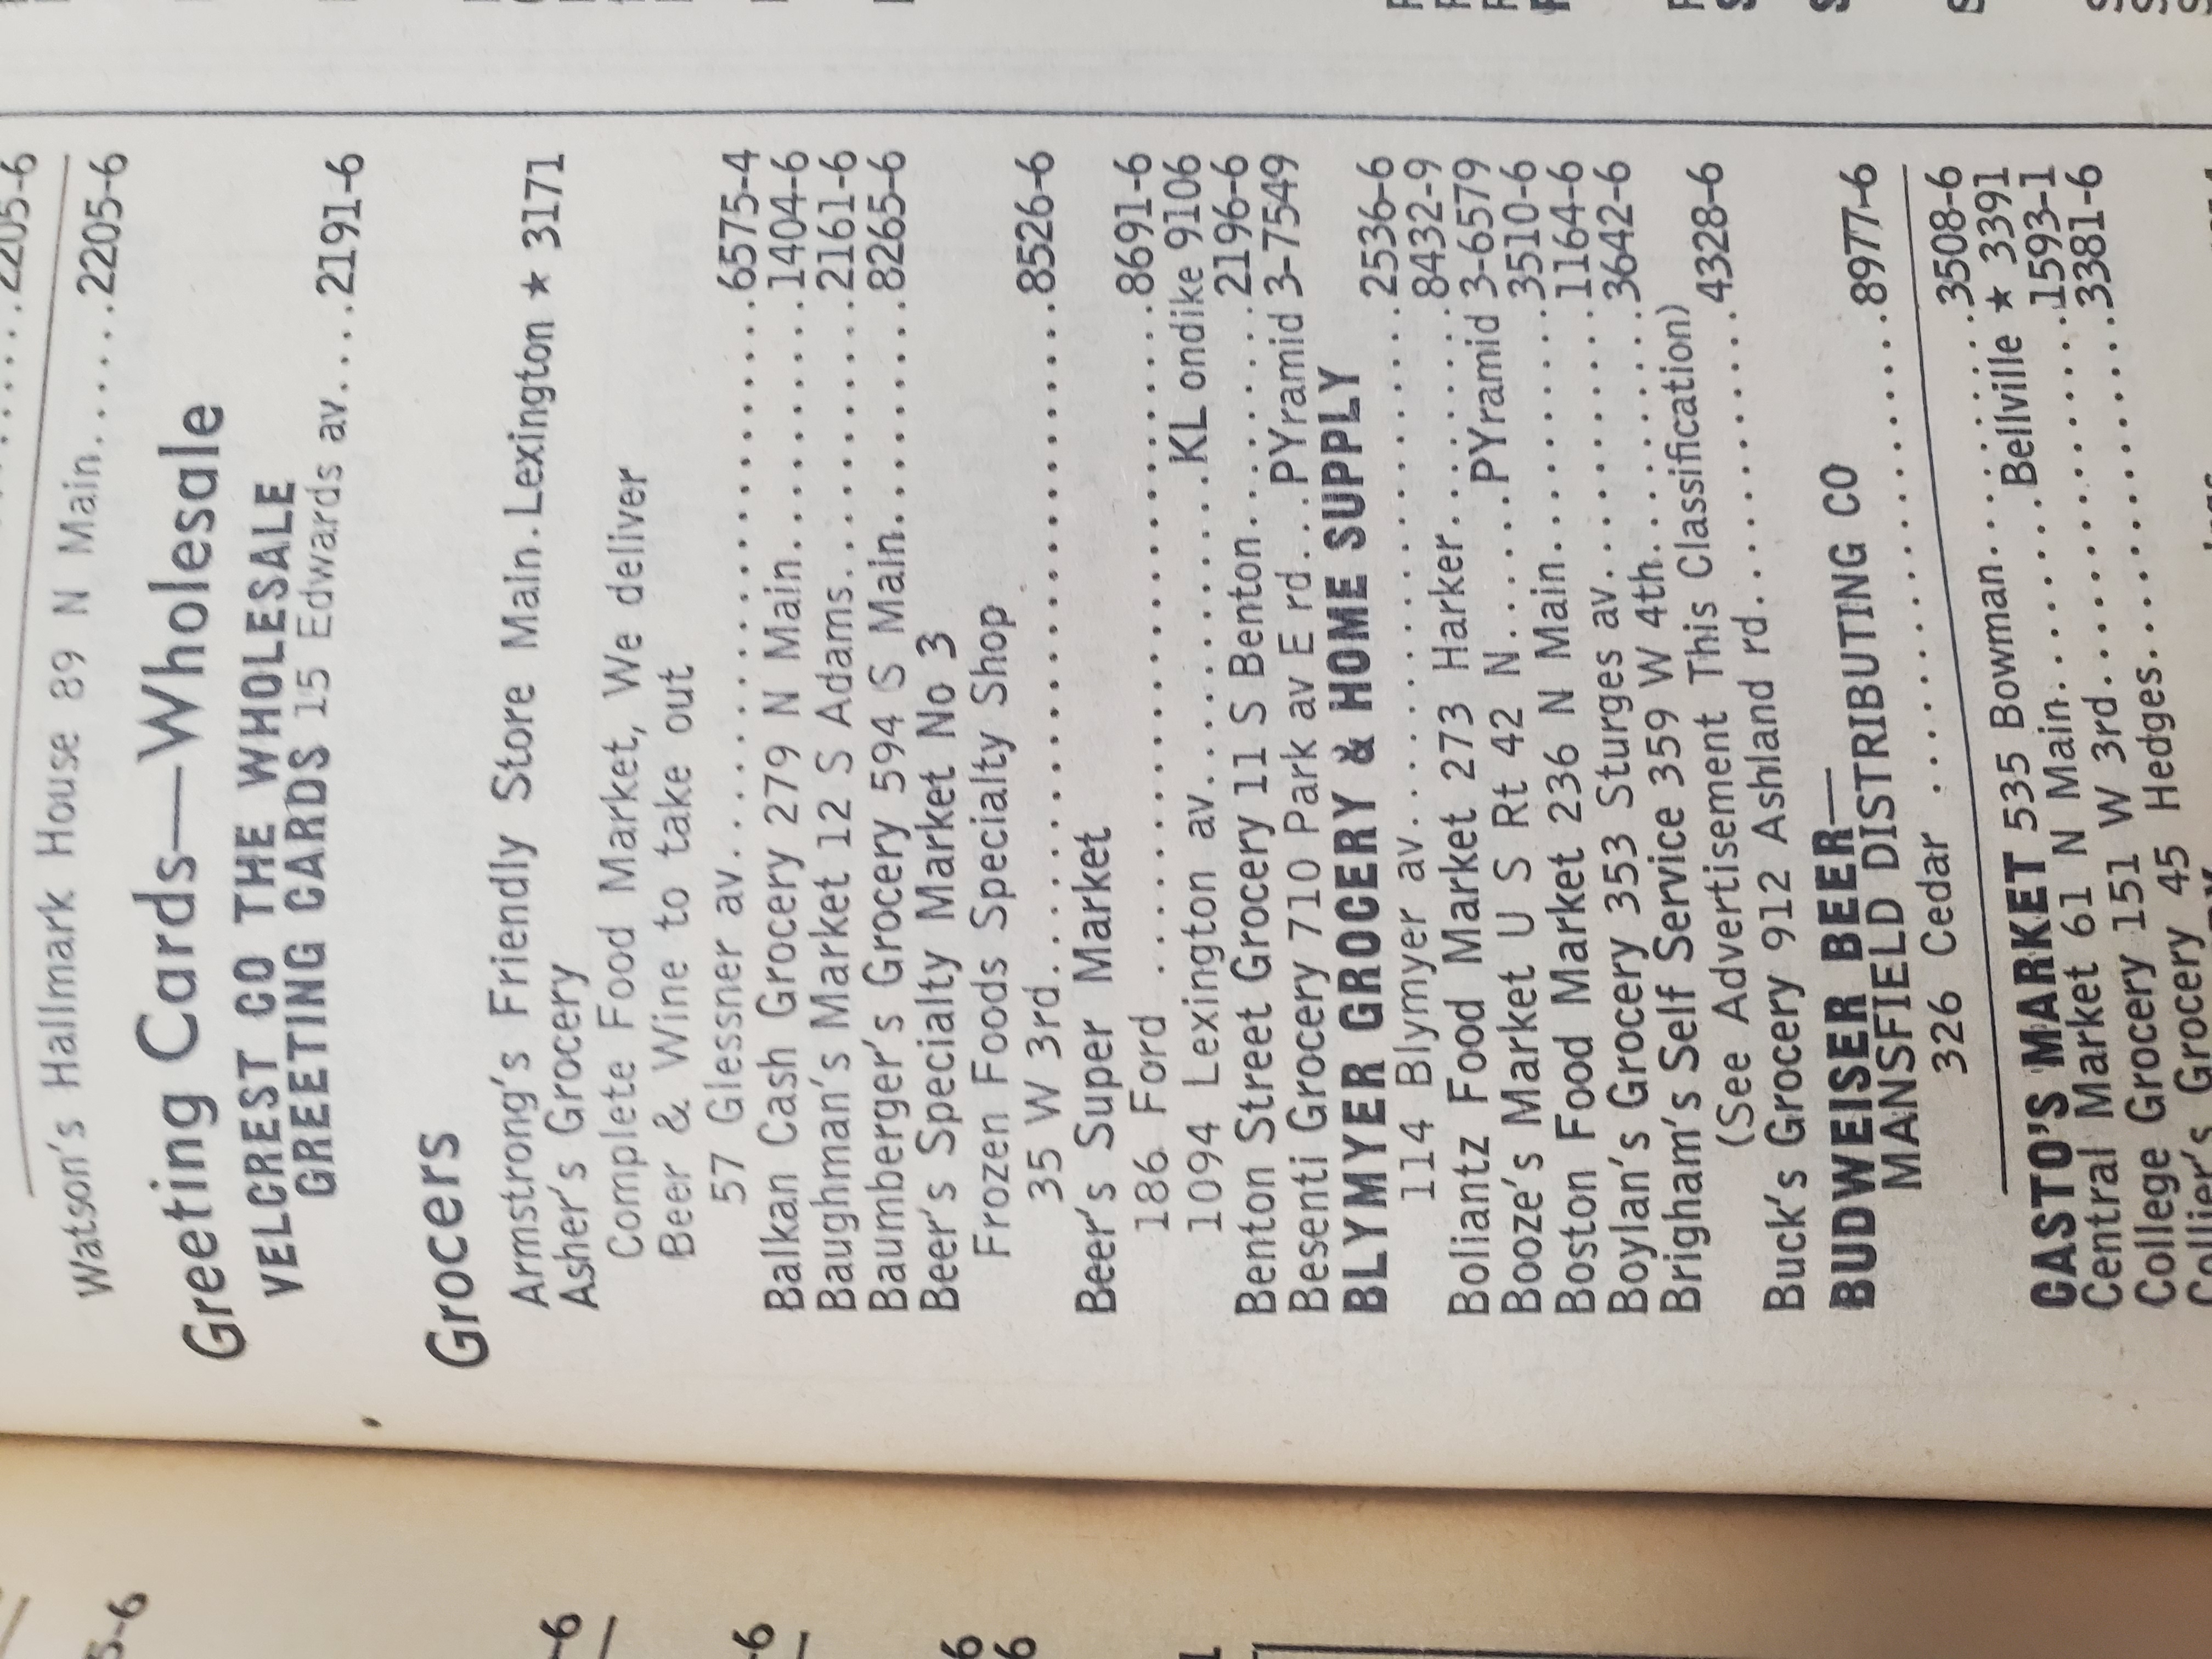 2205-6
Watson's Hallmark House 89 N Main.....2205-6
Greeting Cards—Wholesale
VELCREST CO THE WHOLESALE
GREETING CARDS 15 Edwards av....2191-6
Grocers
Armstrong's Friendly Store Main.Lexington ★ 3171
Asher's Grocery
Complete Food Market, We deliver
Beer & Wine to take out
57 Glessner av..................6575-4
Balkan Cash Grocery 279 N Main..........1404-6
Baughman's Market 12 S Adams..........2161-6
Baumberger's Grocery 594 S Main........8265-6
Beer's Specialty Market No 3
Frozen Foods Specialty Shop
35 W 3rd......................8526-6
Beer's Super Market
186 Ford ......................8691-6
1094 Lexington av..........KL ondike 9106
Benton Street Grocery 11 S Benton.......2196-6
Besenti Grocery 710 Park av E rd...PYramid 3-7549
BLYMYER GROCERY & HOME SUPPLY
114 Blymyer av.................2536-6
Boliantz Food Market 273 Harker........8432-9
Booze's Market U S Rt 42 N.....PYramid 3-6579
Boston Food Market 236 N Main.........3510-6
Boylan's Grocery 353 Sturges av.........1164-6
Brigham's Self Service 359 W 4th........3642-6
(See Advertisement This Classification)
Buck's Grocery 912 Ashland rd..........4328-6
BUDWEISER BEER—
MANSFIELD DISTRIBUTING CO
326 Cedar ....................8977-6
CASTO'S MARKET 535 Bowman........3508-6
Central Market 61 N Main......Bellville ★ 3391
College Grocery 151 W 3rd.............1593-1
Collier's Grocery 45 Hedges............3381-6